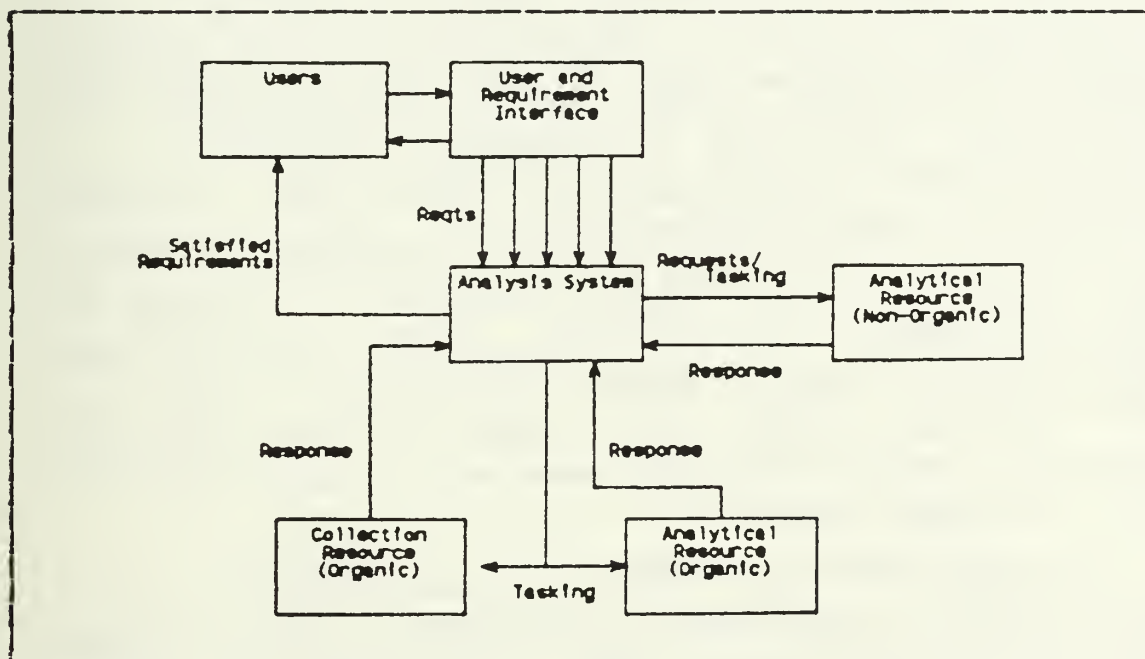 Users
User and
Requirement
Interface
Reqts
Satisfied
Requirements
Analysis System
Requests/
Tasking
Analytical
Resource
(Non-Organic)
Response
Response
Response
Collection
Resource
(Organic)
Analytical
Resource
(Organic)
Tasking